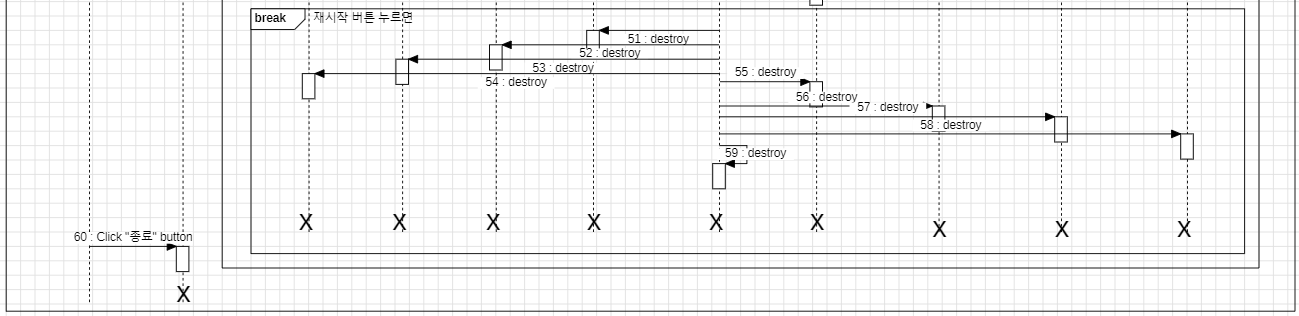 break
재시작 버튼 누르면
51 : destroy
52 : destroy
53 : destroy
54 : destroy
55 : destroy
56 : destroy
57 : destroy
58 : destroy
59 : destroy
X X X X X X X X X
60 : Click "종료" button
X